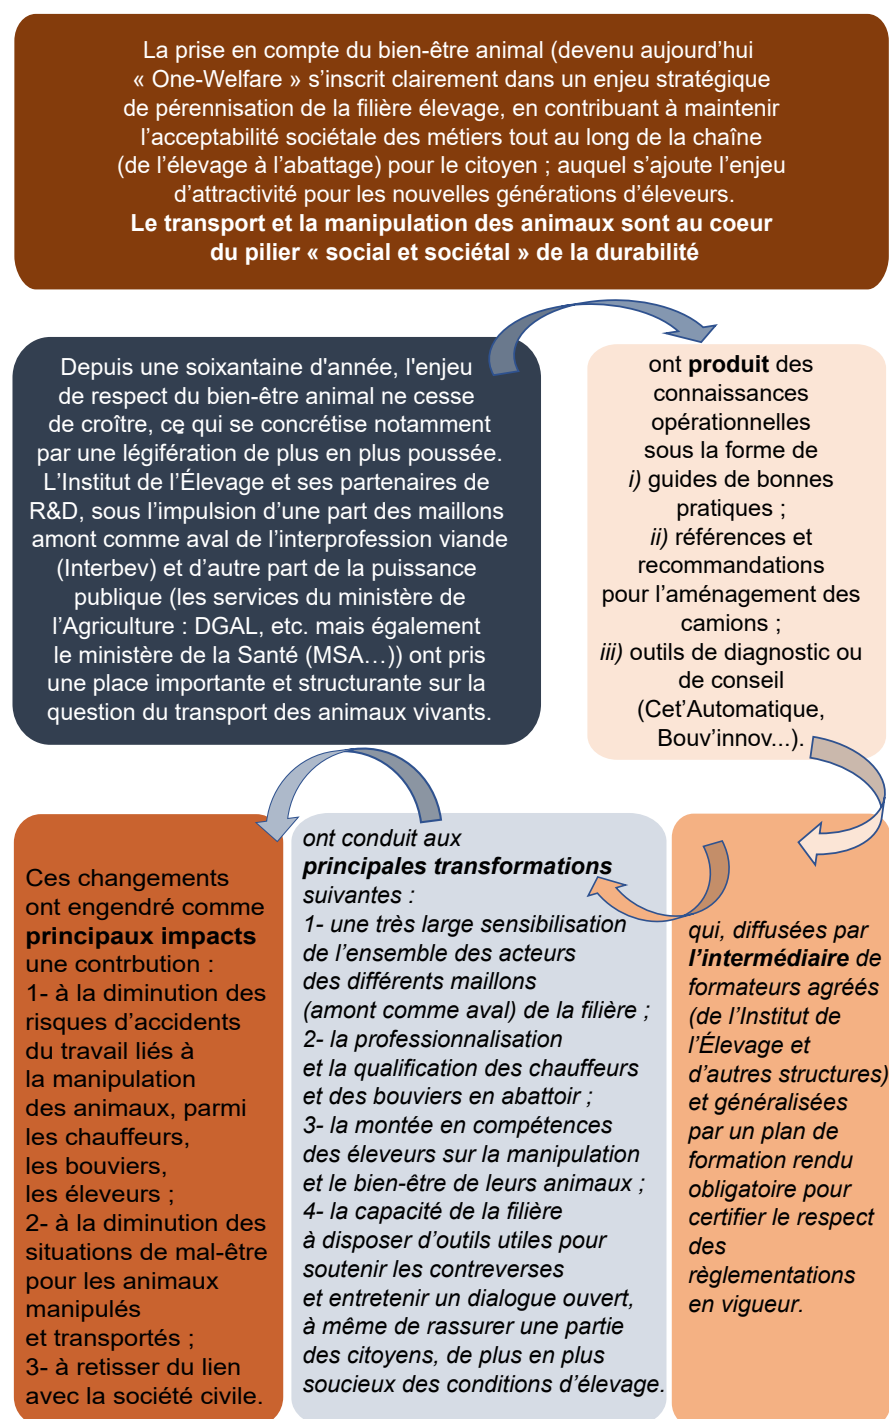 La prise en compte du bien-être animal (devenu aujourd’hui
« One-Welfare » s’inscrit clairement dans un enjeu stratégique
de pérennisation de la filière élevage, en contribuant à maintenir
l’acceptabilité sociétale des métiers tout au long de la chaîne
(de l’élevage à l’abattage) pour le citoyen ; auquel s’ajoute l’enjeu
d’attractivité pour les nouvelles générations d’éleveurs.
Le transport et la manipulation des animaux sont au coeur
du pilier « social et sociétal » de la durabilité
Depuis une soixantaine d'année, l'enjeu
de respect du bien-être animal ne cesse
de croître, ce qui se concrétise notamment
par une légifération de plus en plus poussée.
L’Institut de l’Élevage et ses partenaires de
R&D, sous l’impulsion d’une part des maillons
amont comme aval de l’interprofession viande
(Interbev) et d’autre part de la puissance
publique (les services du ministère de
l’Agriculture : DGAL, etc. mais également
le ministère de la Santé (MSA…)) ont pris
une place importante et structurante sur la
question du transport des animaux vivants.
ont produit des
connaissances
opérationnelles
sous la forme de
i) guides de bonnes
pratiques ;
ii) références et
recommandations
pour l’aménagement des
camions ;
iii) outils de diagnostic ou
de conseil
(Cet’Automatique,
Bouv’innov...).
qui, diffusées par
l’intermédiaire de
formateurs agréés
(de l’Institut de
l’Élevage et
d’autres structures)
et généralisées
par un plan de
formation rendu
obligatoire pour
certifier le respect
des
règlementations
en vigueur.
ont conduit aux
principales transformations
suivantes :
1- une très large sensibilisation
de l’ensemble des acteurs
des différents maillons
(amont comme aval) de la filière ;
2- la professionnalisation
et la qualification des chauffeurs
et des bouviers en abattoir ;
3- la montée en compétences
des éleveurs sur la manipulation
et le bien-être de leurs animaux ;
4- la capacité de la filière
à disposer d’outils utiles pour
soutenir les contreverses
et entretenir un dialogue ouvert,
à même de rassurer une partie
des citoyens, de plus en plus
soucieux des conditions d’élevage.
Ces changements
ont engendré comme
principaux impacts
une contrbution :
1- à la diminution des
risques d’accidents
du travail liés à
la manipulation
des animaux, parmi
les chauffeurs,
les bouviers,
les éleveurs ;
2- à la diminution des
situations de mal-être
pour les animaux
manipulés
et transportés ;
3- à retisser du lien
avec la société civile.